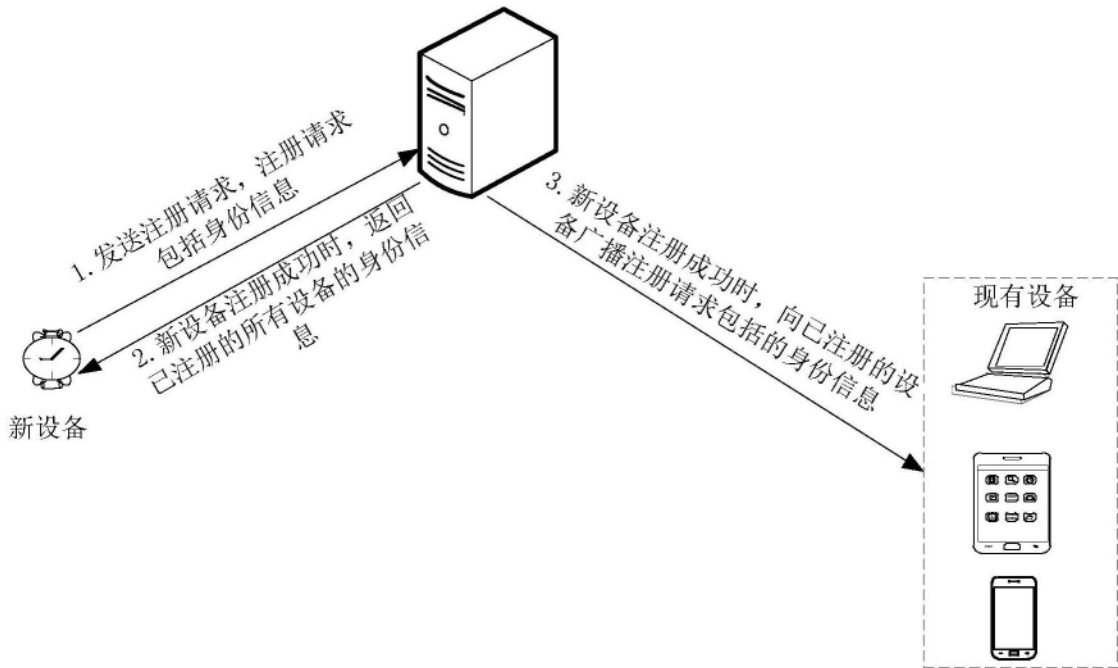 1. 发送注册请求，注册请求
包括身份信息
2. 新设备注册成功时，返回
已注册的所有设备的身份信
息
3. 新设备注册成功时，向已注册的设
备广播注册请求包括的身份信息
现有设备
新设备